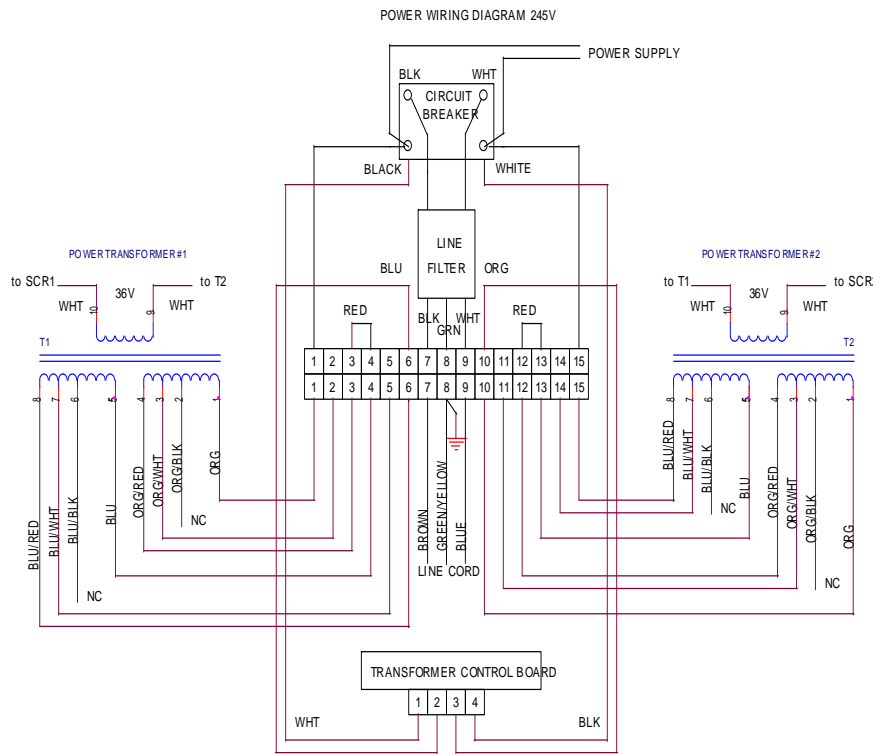 POWER WIRING DIAGRAM 245V
POWER SUPPLY
BLK WHT
CIRCUIT
BREAKER
BLACK WHITE
LINE
FILTER
BLU ORG
POWER TRANSFORMER #1
to SCR1 to T2
36V
WHT WHT
10 9
T1
POWER TRANSFORMER #2
to T1 to SCR2
36V
WHT WHT
10 9
T2
RED RED
BLK WHT
GRN
1 2 3 4 5 6 7 8 9 10 11 12 13 14 15
1 2 3 4 5 6 7 8 9 10 11 12 13 14 15
8 7 6 5 4 3 2 1
8 7 6 5 4 3 2 1
BLU/RED
BLU/WHT
BLU/BLK
BLU
ORG/RED
ORG/WHT
ORG/BLK
ORG
NC
NC
BROWN
GREEN/YELLOW
BLUE
LINE CORD
BLU/RED
BLU/WHT
BLU/BLK
BLU
ORG/RED
ORG/WHT
ORG/BLK
ORG
NC
NC
TRANSFORMER CONTROL BOARD
1 2 3 4
WHT BLK